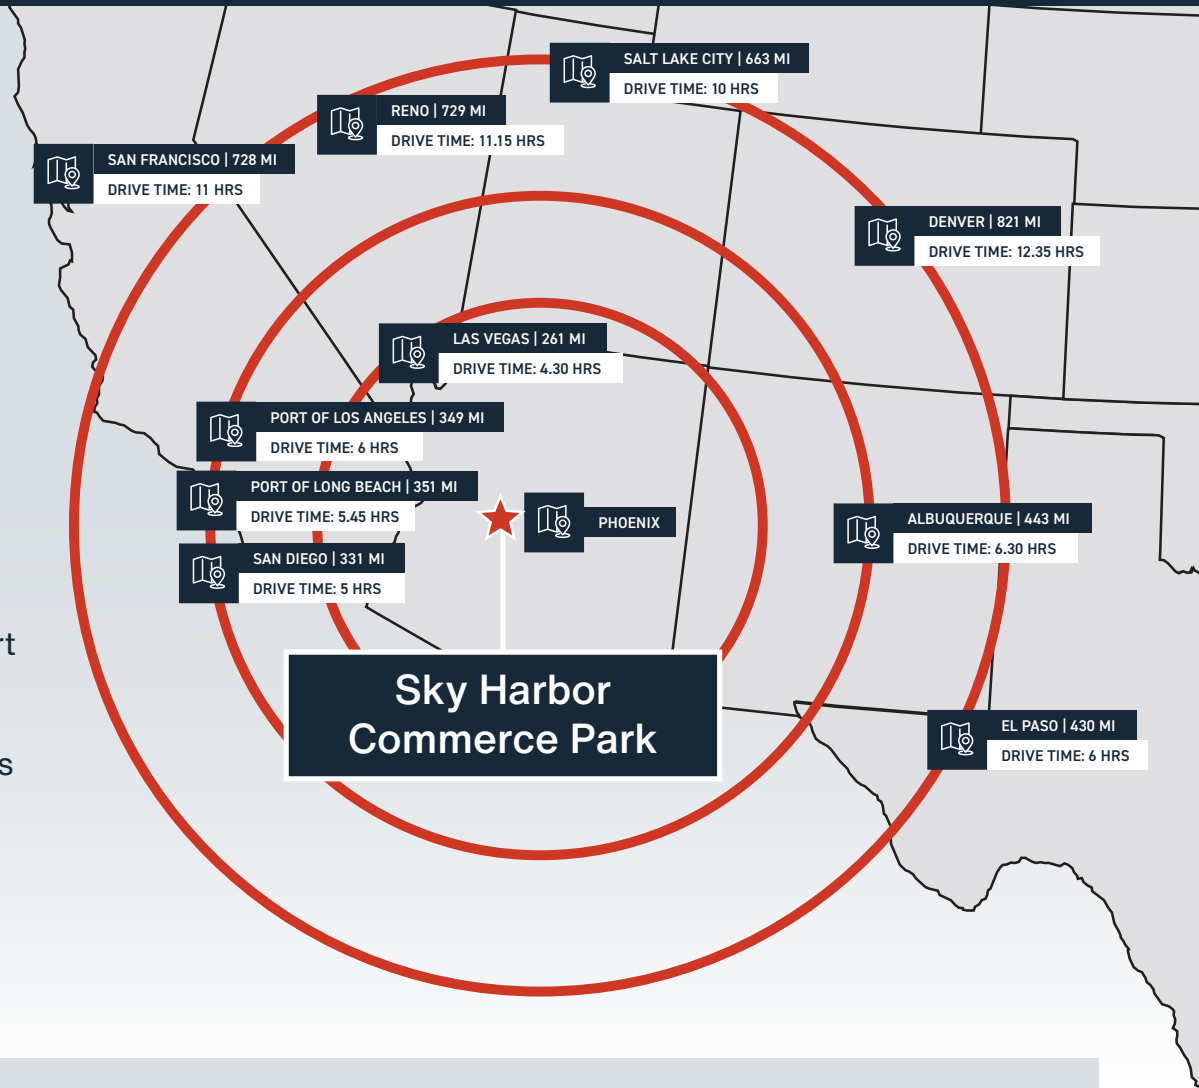 SALT LAKE CITY | 663 MI
DRIVE TIME: 10 HRS
RENO | 729 MI
DRIVE TIME: 11.15 HRS
SAN FRANCISCO | 728 MI
DRIVE TIME: 11 HRS
DENVER | 821 MI
DRIVE TIME: 12.35 HRS
LAS VEGAS | 261 MI
DRIVE TIME: 4.30 HRS
PORT OF LOS ANGELES | 349 MI
DRIVE TIME: 6 HRS
PORT OF LONG BEACH | 351 MI
DRIVE TIME: 5.45 HRS
PHOENIX
ALBUQUERQUE | 443 MI
DRIVE TIME: 6.30 HRS
SAN DIEGO | 331 MI
DRIVE TIME: 5 HRS
rt
Sky Harbor
Commerce Park
s
EL PASO | 430 MI
DRIVE TIME: 6 HRS